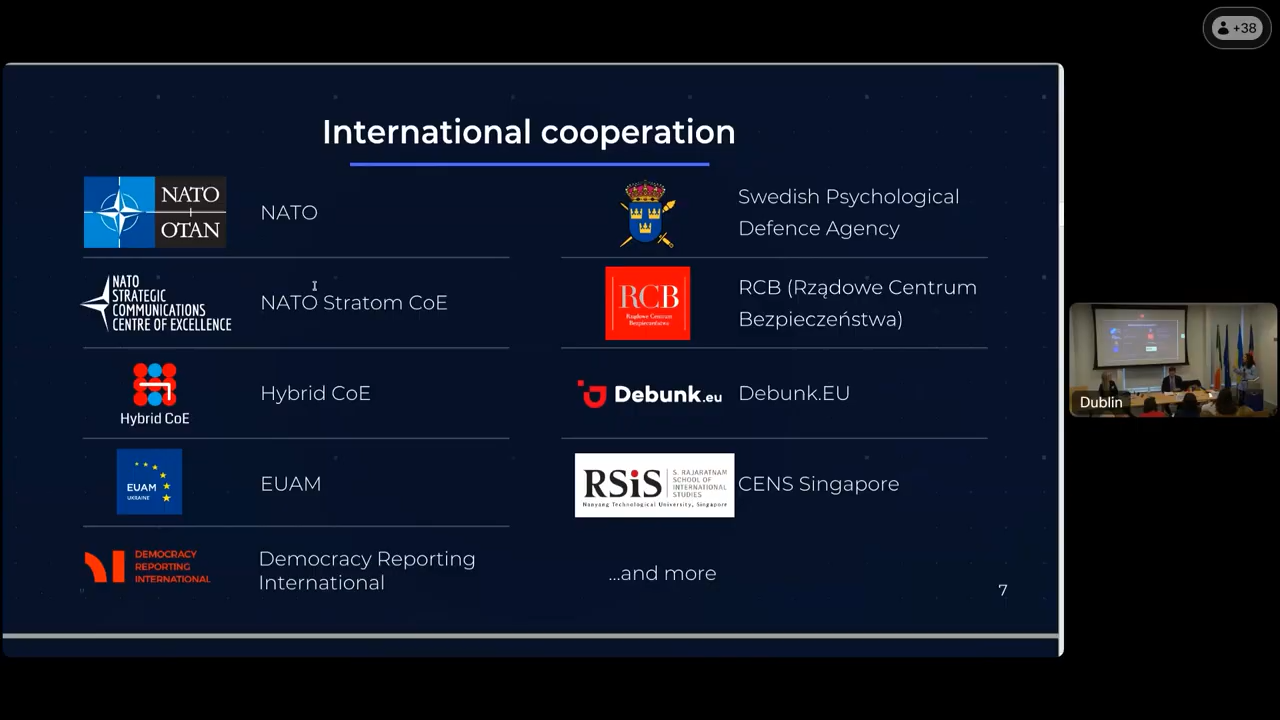 +38
International cooperation
NATO
OTAN
NATO
NATO
STRATEGIC
COMMUNICATIONS
CENTRE OF EXCELLENCE
NATO Stratom CoE
Hybrid CoE
Hybrid CoE
EUAM
UKRAINE
EUAM
DEMOCRACY
REPORTING
INTERNATIONAL
Democracy Reporting
International
Swedish Psychological
Defence Agency
RCB
Rządowe Centrum
Bezpieczeństwa
RCB (Rządowe Centrum
Bezpieczeństwa)
Debunk.eu
Debunk.EU
RSiS
S. RAJARATNAM
SCHOOL OF
INTERNATIONAL
STUDIES
Nanyang Technological University, Singapore
CENS Singapore
...and more
7
Dublin